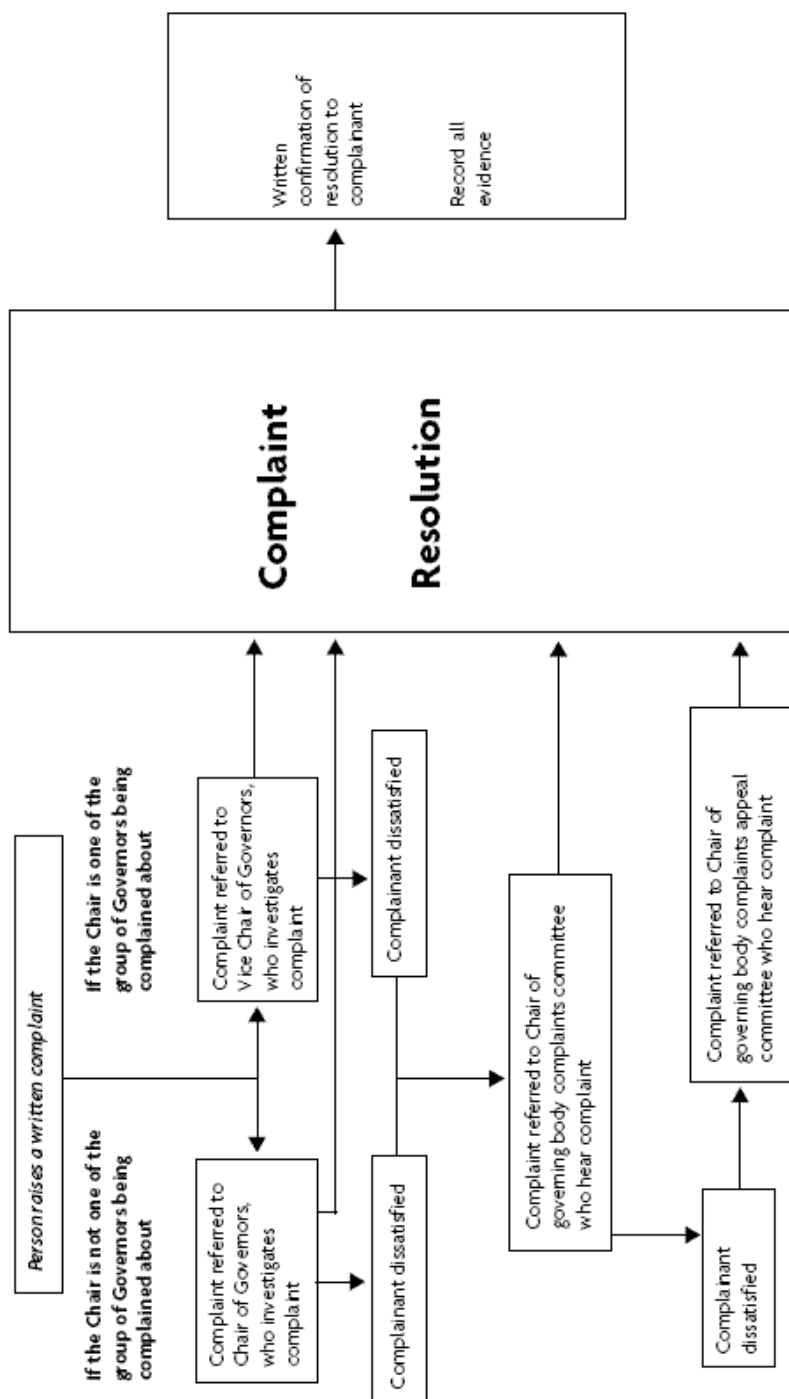 Person raises a written complaint
If the Chair is not one of the
group of Governors being
complained about
If the Chair is one of the
group of Governors being
complained about
Complaint referred to
Chair of Governors,
who investigates
complaint
Complaint referred to
Vice Chair of Governors,
who investigates
complaint
Complainant dissatisfied
Complainant dissatisfied
Complaint referred to Chair of
governing body complaints committee
who hear complaint
Complainant
dissatisfied
Complaint referred to Chair of
governing body complaints appeal
committee who hear complaint
Complaint
Resolution
Written
confirmation of
resolution to
complainant
Record all
evidence